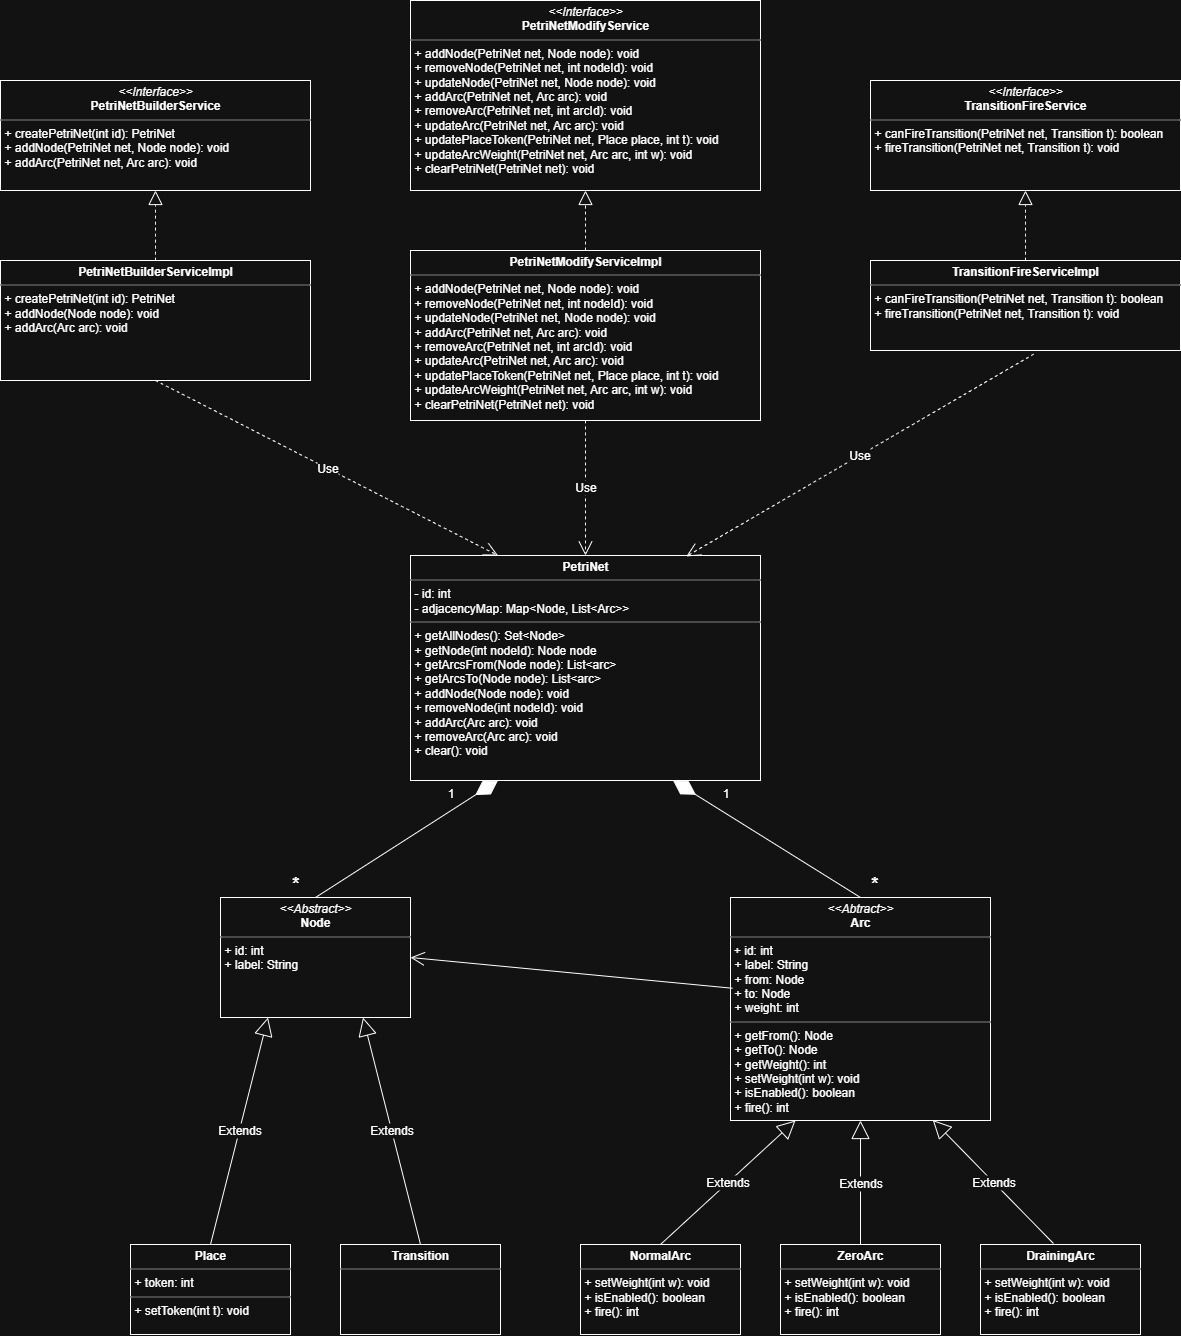 <<Interface>>
PetriNetModifyService
+ addNode(PetriNet net, Node node): void
+ removeNode(PetriNet net, int nodeId): void
+ updateNode(PetriNet net, Node node): void
+ addArc(PetriNet net, Arc arc): void
+ removeArc(PetriNet net, int arcId): void
+ updateArc(PetriNet net, Arc arc): void
+ updatePlaceToken(PetriNet net, Place place, int t): void
+ updateArcWeight(PetriNet net, Arc arc, int w): void
+ clearPetriNet(PetriNet net): void
<<Interface>>
PetriNetBuilderService
+ createPetriNet(int id): PetriNet
+ addNode(PetriNet net, Node node): void
+ addArc(PetriNet net, Arc arc): void
<<Interface>>
TransitionFireService
+ canFireTransition(PetriNet net, Transition t): boolean
+ fireTransition(PetriNet net, Transition t): void
PetriNetBuilderServiceImpl
+ createPetriNet(int id): PetriNet
+ addNode(Node node): void
+ addArc(Arc arc): void
PetriNetModifyServiceImpl
+ addNode(PetriNet net, Node node): void
+ removeNode(PetriNet net, int nodeId): void
+ updateNode(PetriNet net, Node node): void
+ addArc(PetriNet net, Arc arc): void
+ removeArc(PetriNet net, int arcId): void
+ updateArc(PetriNet net, Arc arc): void
+ updatePlaceToken(PetriNet net, Place place, int t): void
+ updateArcWeight(PetriNet net, Arc arc, int w): void
+ clearPetriNet(PetriNet net): void
TransitionFireServiceImpl
+ canFireTransition(PetriNet net, Transition t): boolean
+ fireTransition(PetriNet net, Transition t): void
Use
Use
Use
PetriNet
- id: int
- adjacencyMap: Map<Node, List<Arc>>
+ getAllNodes(): Set<Node>
+ getNode(int nodeId): Node node
+ getArcsFrom(Node node): List<arc>
+ getArcsTo(Node node): List<arc>
+ addNode(Node node): void
+ removeNode(int nodeId): void
+ addArc(Arc arc): void
+ removeArc(Arc arc): void
+ clear(): void
1
1
*
*
<<Abstract>>
Node
+ id: int
+ label: String
<<Abtract>>
Arc
+ id: int
+ label: String
+ from: Node
+ to: Node
+ weight: int
+ getFrom(): Node
+ getTo(): Node
+ getWeight(): int
+ setWeight(int w): void
+ isEnabled(): boolean
+ fire(): int
Extends
Extends
Extends
Extends
Extends
Place
+ token: int
+ setToken(int t): void
Transition
NormalArc
+ setWeight(int w): void
+ isEnabled(): boolean
+ fire(): int
ZeroArc
+ setWeight(int w): void
+ isEnabled(): boolean
+ fire(): int
DrainingArc
+ setWeight(int w): void
+ isEnabled(): boolean
+ fire(): int